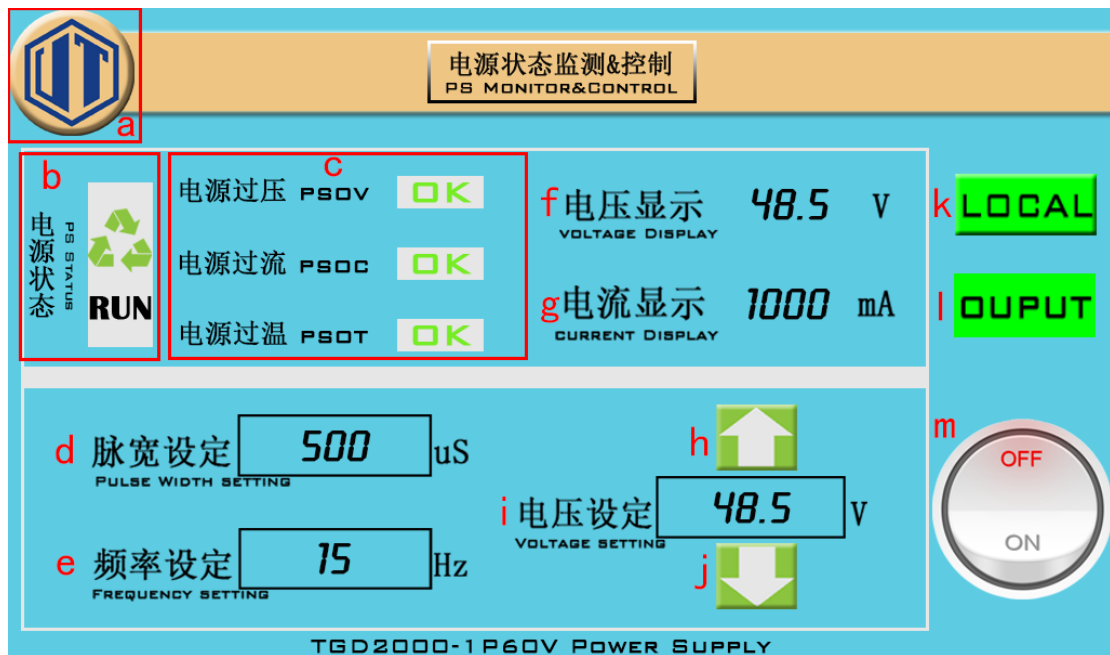 UT
a
电源状态监测&控制
PS MONITOR&CONTROL
b
电源状态
PS STATUS
RUN
c
电源过压 PSOV OK
电源过流 PSOC OK
电源过温 PSOT OK
f 电压显示 48.5 V
VOLTAGE DISPLAY
g 电流显示 1000 mA
CURRENT DISPLAY
k LOCAL
l OUPUT
d 脉宽设定 500 uS
PULSE WIDTH SETTING
e 频率设定 15 Hz
FREQUENCY SETTING
h
i 电压设定 48.5 V
VOLTAGE SETTING
j
m
OFF
ON
TGD2000-1P60V POWER SUPPLY